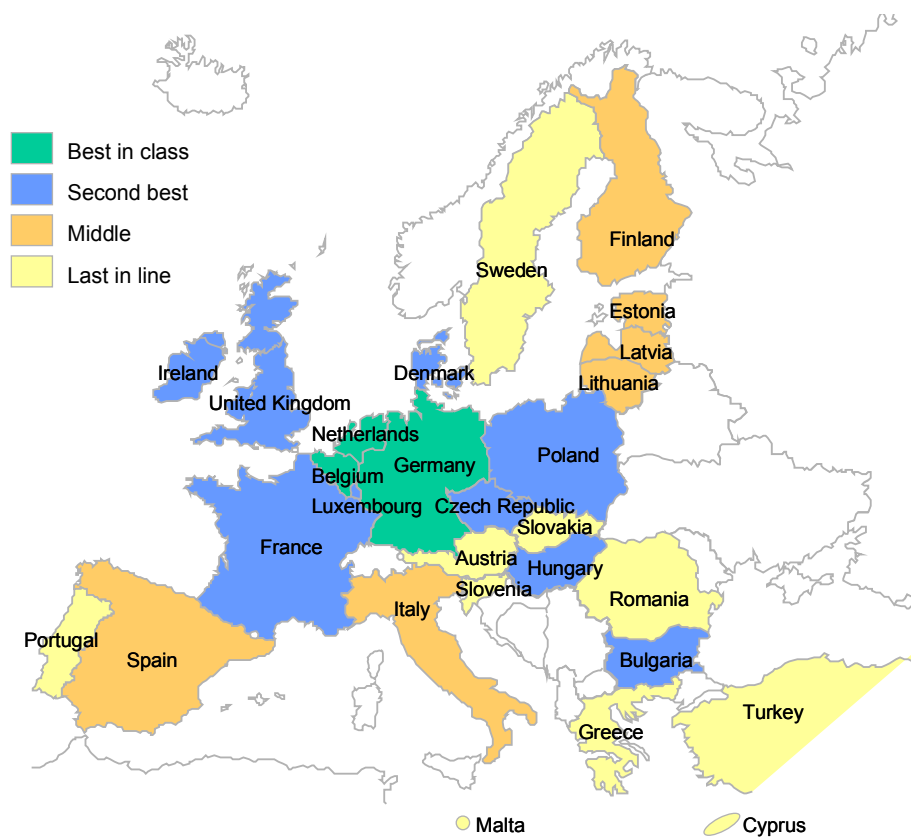 Best in class
Second best
Middle
Last in line
Finland
Sweden
Estonia
Latvia
Lithuania
Ireland
Denmark
United Kingdom
Netherlands
Germany
Poland
Belgium
Luxembourg
Czech Republic
Slovakia
France
Austria
Hungary
Slovenia
Romania
Italy
Portugal
Spain
Bulgaria
Turkey
Greece
Malta
Cyprus